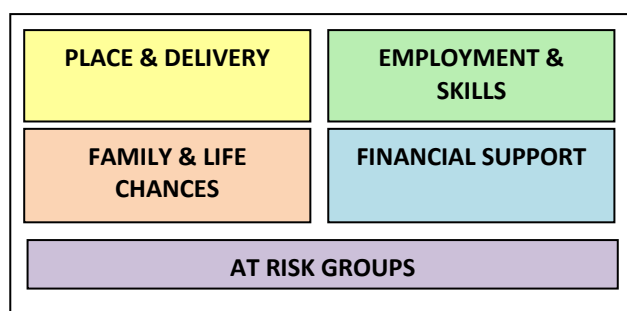 PLACE & DELIVERY
EMPLOYMENT &
SKILLS
FAMILY & LIFE
CHANCES
FINANCIAL SUPPORT
AT RISK GROUPS